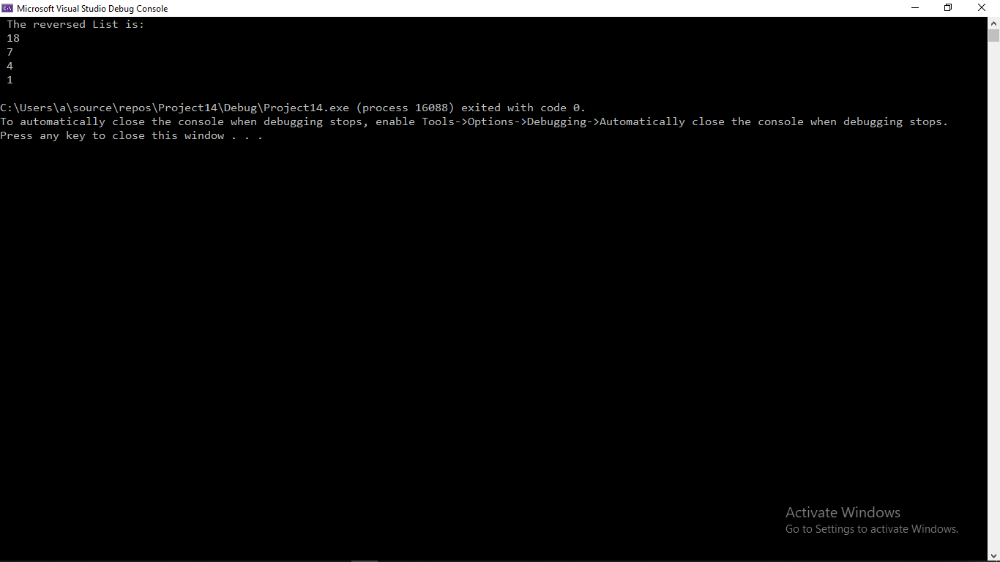 Microsoft Visual Studio Debug Console
The reversed List is:
18
7
4
1
C:\Users\a\source\repos\Project14\Debug\Project14.exe (process 16088) exited with code 0.
To automatically close the console when debugging stops, enable Tools->Options->Debugging->Automatically close the console when debugging stops.
Press any key to close this window . . .
Activate Windows
Go to Settings to activate Windows.